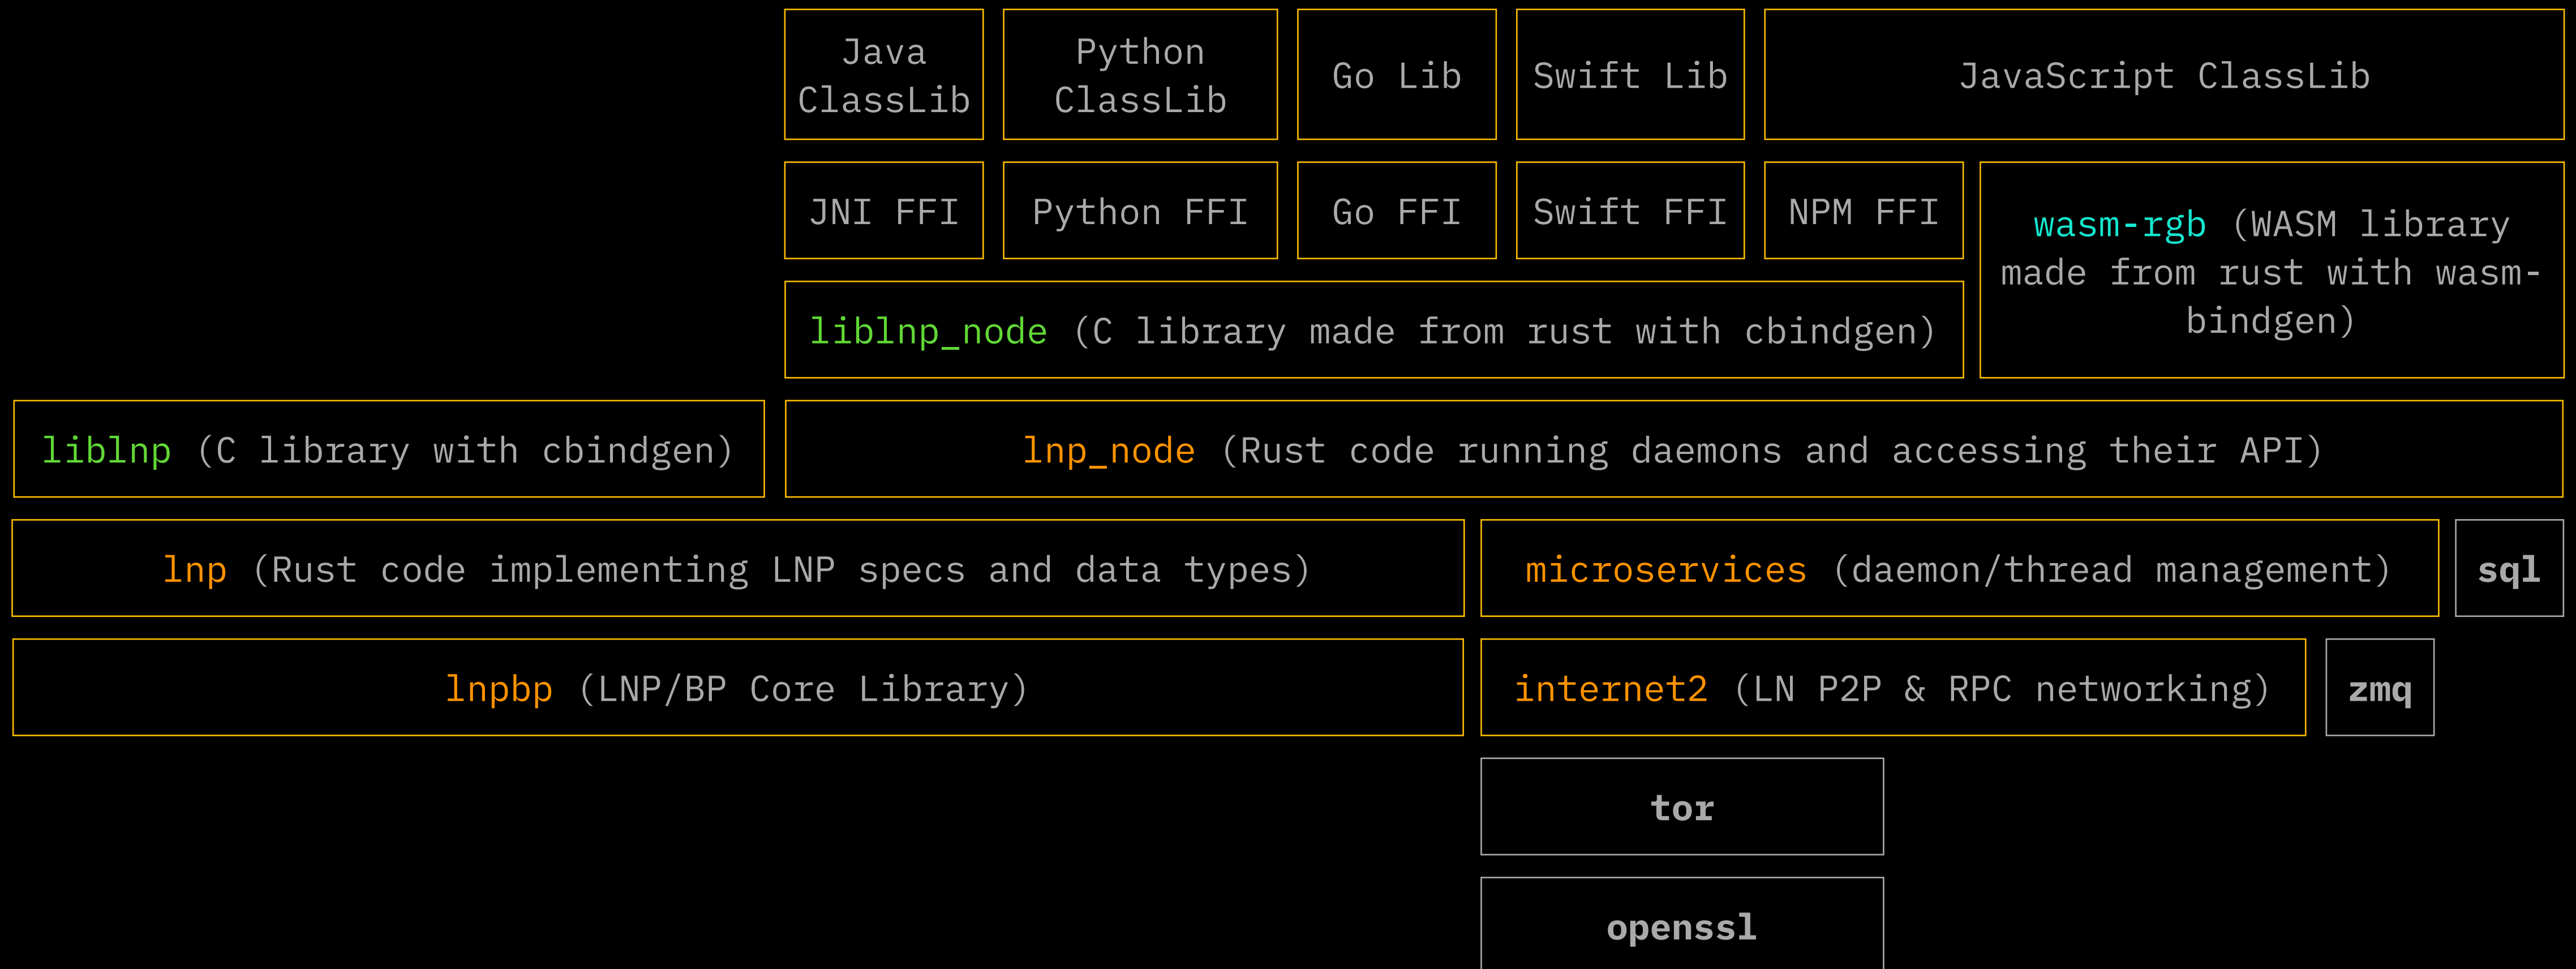 Java
ClassLib
Python
ClassLib
Go Lib
Swift Lib
JavaScript ClassLib
JNI FFI
Python FFI
Go FFI
Swift FFI
NPM FFI
wasm-rgb (WASM library
made from rust with wasm-
bindgen)
liblnp_node (C library made from rust with cbindgen)
liblnp (C library with cbindgen)
lnp_node (Rust code running daemons and accessing their API)
lnp (Rust code implementing LNP specs and data types)
microservices (daemon/thread management)
sql
lnpbp (LNP/BP Core Library)
internet2 (LN P2P & RPC networking)
zmq
tor
openssl